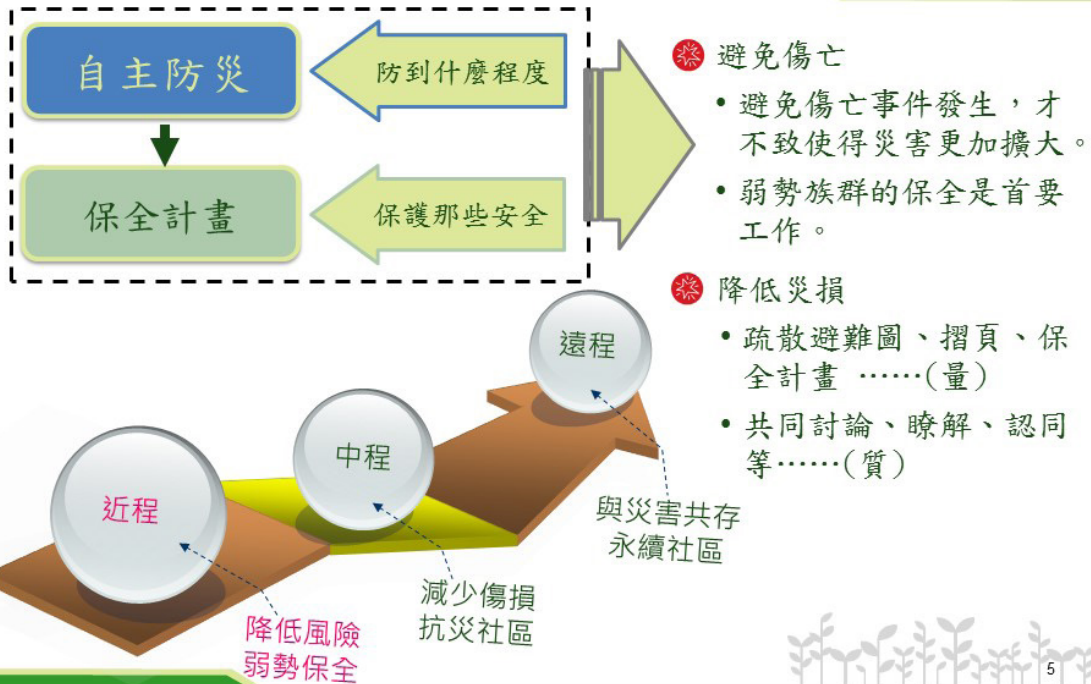 自主防災
防到什麼程度
保全計畫
保護那些安全
避免傷亡
• 避免傷亡事件發生，才
不致使得災害更加擴大。
• 弱勢族群的保全是首要
工作。
降低災損
• 疏散避難圖、摺頁、保
全計畫 ……(量)
• 共同討論、瞭解、認同
等……(質)
近程
降低風險
弱勢保全
中程
減少傷損
抗災社區
遠程
與災害共存
永續社區
5